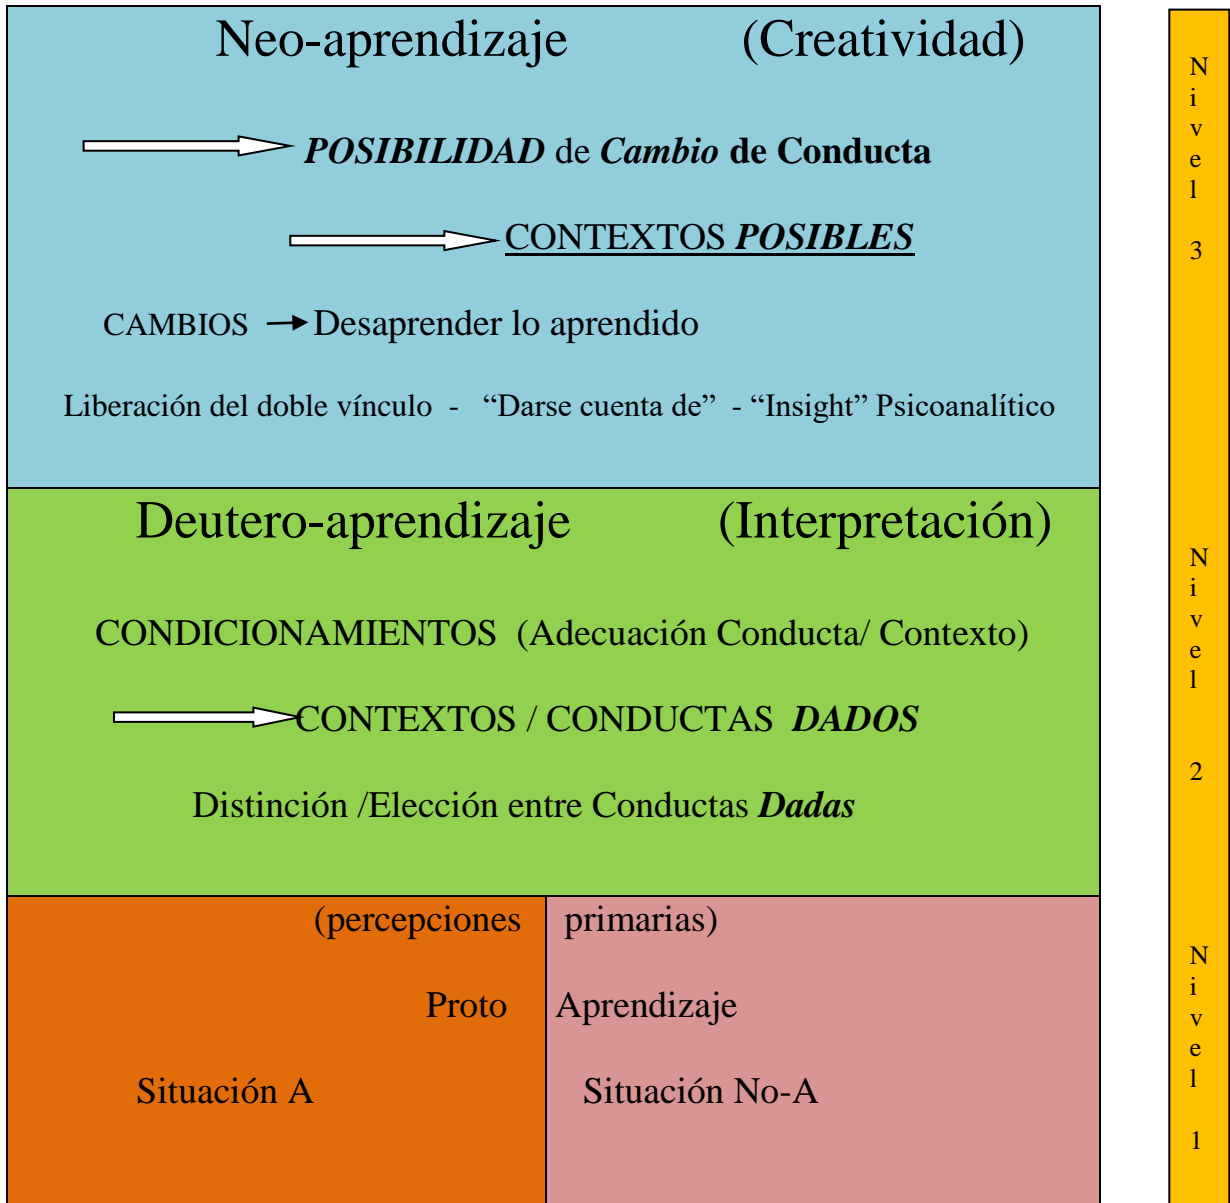 Neo-aprendizaje (Creatividad)
POSIBILIDAD de Cambio de Conducta
CONTEXTOS POSIBLES
CAMBIOS → Desaprender lo aprendido
Liberación del doble vínculo - “Darse cuenta de” - “Insight” Psicoanalítico
Nivel 3
Deutero-aprendizaje (Interpretación)
CONDICIONAMIENTOS (Adecuación Conducta/ Contexto)
CONTEXTOS / CONDUCTAS DADOS
Distinción /Elección entre Conductas Dadas
Nivel 2
(percepciones primarias)
Proto Aprendizaje
Situación A Situación No-A
Nivel 1